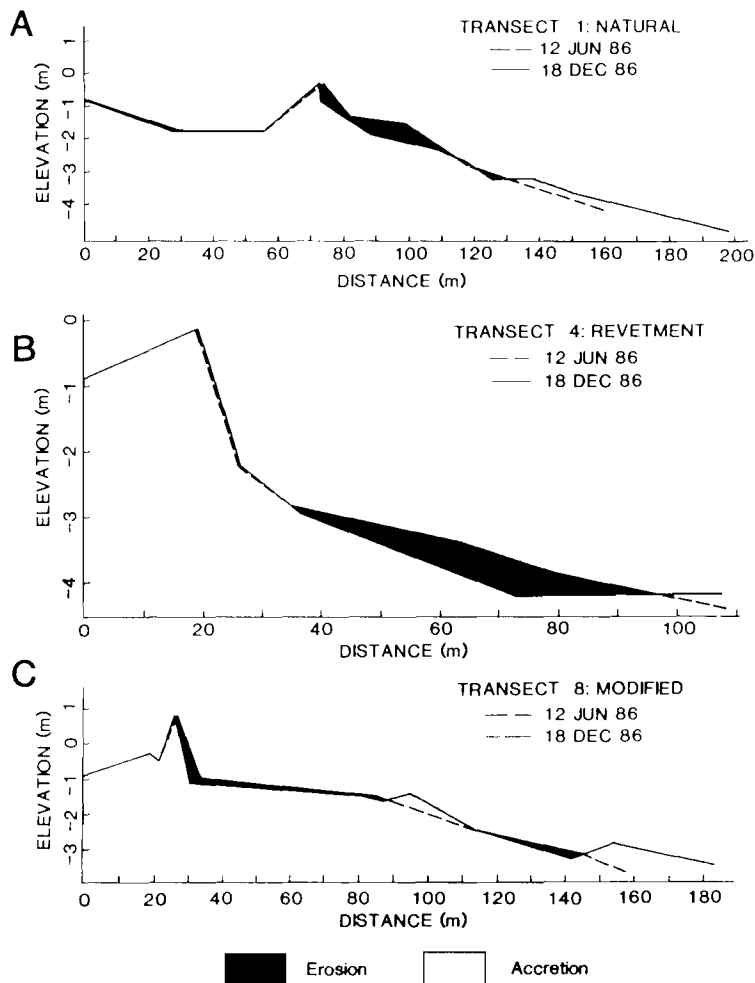 A
TRANSECT 1: NATURAL
12 JUN 86
18 DEC 86
ELEVATION (m)
1
0
-1
-2
-3
-4
0 20 40 60 80 100 120 140 160 180 200
DISTANCE (m)
B
TRANSECT 4: REVETMENT
12 JUN 86
18 DEC 86
ELEVATION (m)
0
-1
-2
-3
-4
0 20 40 60 80 100
DISTANCE (m)
C
TRANSECT 8: MODIFIED
12 JUN 86
18 DEC 86
ELEVATION (m)
1
0
-1
-2
-3
0 20 40 60 80 100 120 140 160 180
DISTANCE (m)
Erosion Accretion